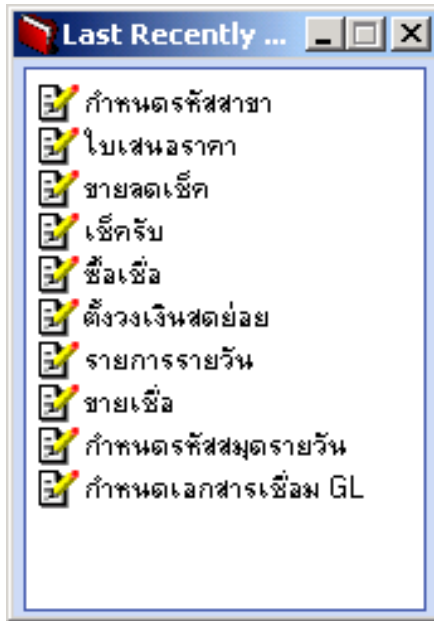 Last Recently ...
กำหนดรหัสสาขา
ใบเสนอราคา
ขายลดเช็ค
เช็ครับ
ซื้อเชื่อ
ตั้งวงเงินสดย่อย
รายการรายวัน
ขายเชื่อ
กำหนดรหัสสมุดรายวัน
กำหนดเอกสารเชื่อม GL